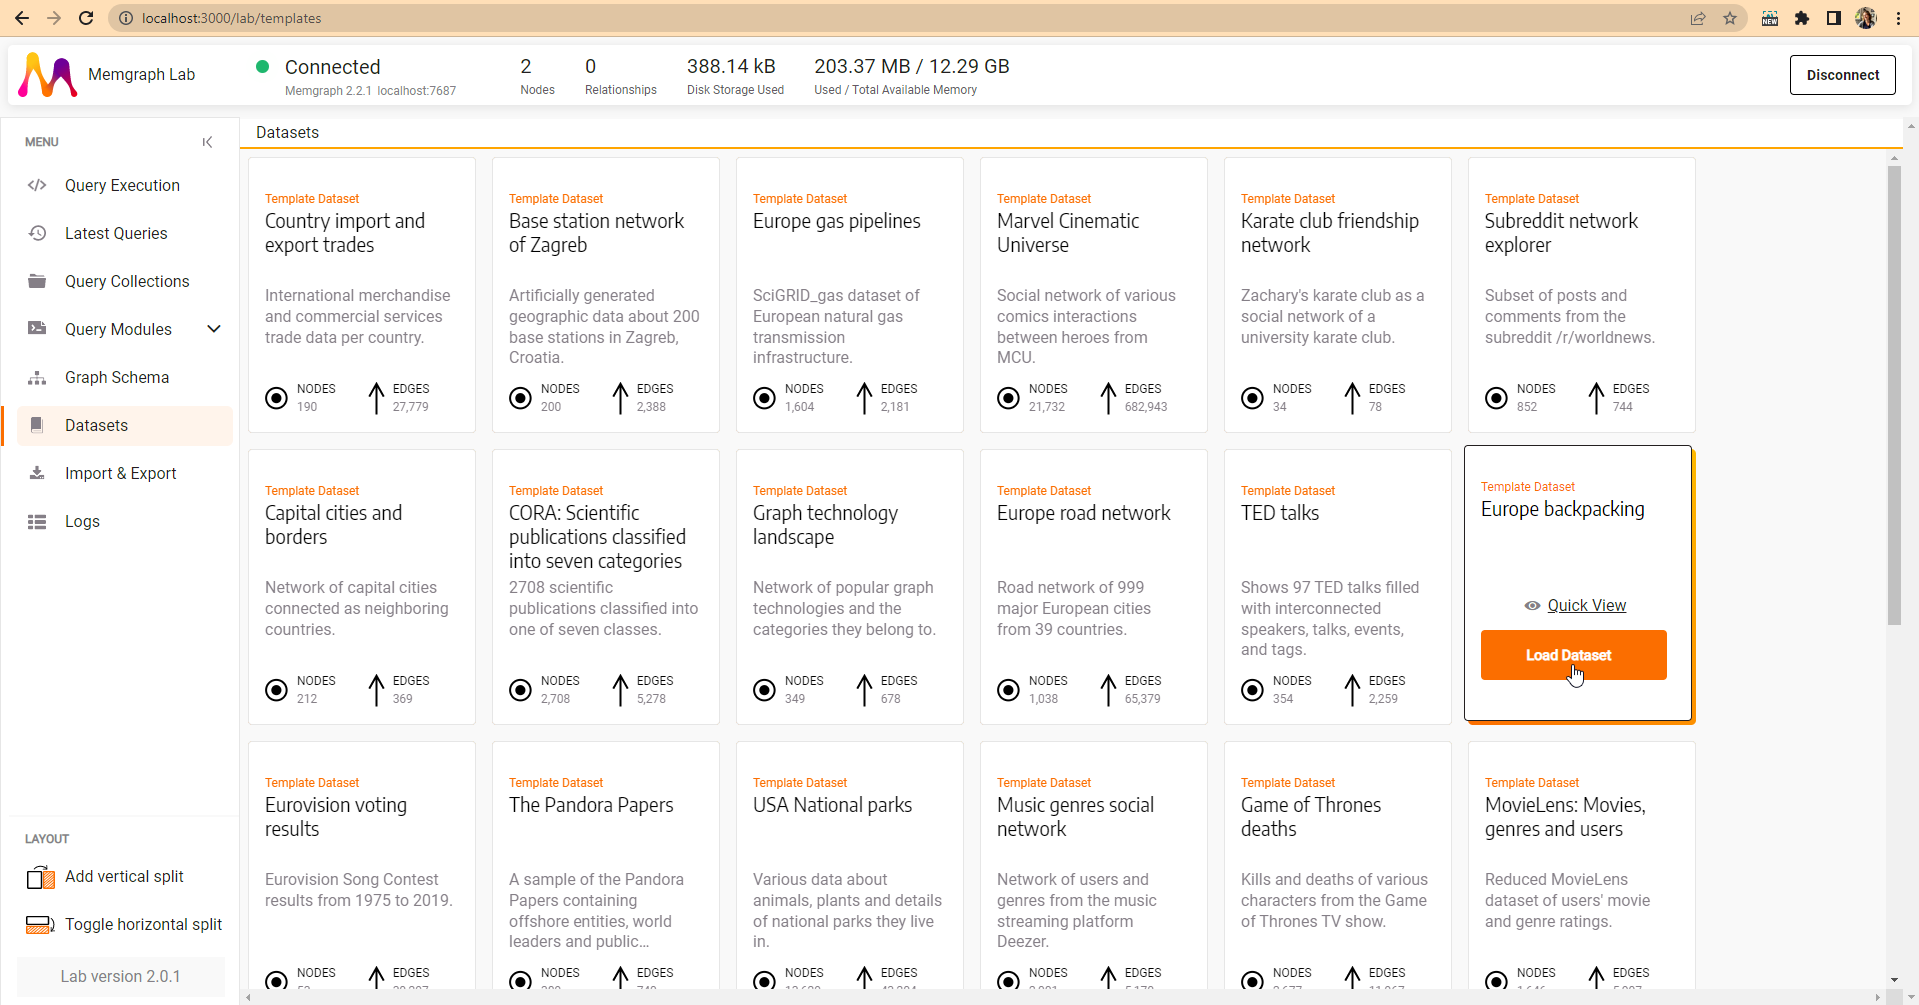 localhost:3000/lab/templates
NEW
Memgraph Lab
Connected
Memgraph 2.2.1 localhost:7687
2
Nodes
0
Relationships
388.14 kB
Disk Storage Used
203.37 MB / 12.29 GB
Used / Total Available Memory
Disconnect
MENU
Query Execution
Latest Queries
Query Collections
Query Modules
Graph Schema
Datasets
Import & Export
Logs
LAYOUT
Add vertical split
Toggle horizontal split
Lab version 2.0.1
Datasets
Template Dataset
Country import and
export trades
International merchandise
and commercial services
trade data per country.
NODES
190
EDGES
27,779
Template Dataset
Base station network
of Zagreb
Artificially generated
geographic data about 200
base stations in Zagreb,
Croatia.
NODES
200
EDGES
2,388
Template Dataset
Europe gas pipelines
SciGRID_gas dataset of
European natural gas
transmission
infrastructure.
NODES
1,604
EDGES
2,181
Template Dataset
Marvel Cinematic
Universe
Social network of various
comics interactions
between heroes from
MCU.
NODES
21,732
EDGES
682,943
Template Dataset
Karate club friendship
network
Zachary's karate club as a
social network of a
university karate club.
NODES
34
EDGES
78
Template Dataset
Subreddit network
explorer
Subset of posts and
comments from the
subreddit /r/worldnews.
NODES
852
EDGES
744
Template Dataset
Capital cities and
borders
Network of capital cities
connected as neighboring
countries.
NODES
212
EDGES
369
Template Dataset
CORA: Scientific
publications classified
into seven categories
2708 scientific
publications classified into
one of seven classes.
NODES
2,708
EDGES
5,278
Template Dataset
Graph technology
landscape
Network of popular graph
technologies and the
categories they belong to.
NODES
349
EDGES
678
Template Dataset
Europe road network
Road network of 999
major European cities
from 39 countries.
NODES
1,038
EDGES
65,379
Template Dataset
TED talks
Shows 97 TED talks filled
with interconnected
speakers, talks, events,
and tags.
NODES
354
EDGES
2,259
Template Dataset
Europe backpacking
Quick View
Load Dataset
Template Dataset
Eurovision voting
results
Eurovision Song Contest
results from 1975 to 2019.
NODES
EDGES
Template Dataset
The Pandora Papers
A sample of the Pandora
Papers containing
offshore entities, world
leaders and public...
NODES
EDGES
Template Dataset
USA National parks
Various data about
animals, plants and details
of national parks they live
in.
NODES
EDGES
Template Dataset
Music genres social
network
Network of users and
genres from the music
streaming platform
Deezer.
NODES
EDGES
Template Dataset
Game of Thrones
deaths
Kills and deaths of various
characters from the Game
of Thrones TV show.
NODES
EDGES
Template Dataset
MovieLens: Movies,
genres and users
Reduced MovieLens
dataset of users' movie
and genre ratings.
NODES
EDGES